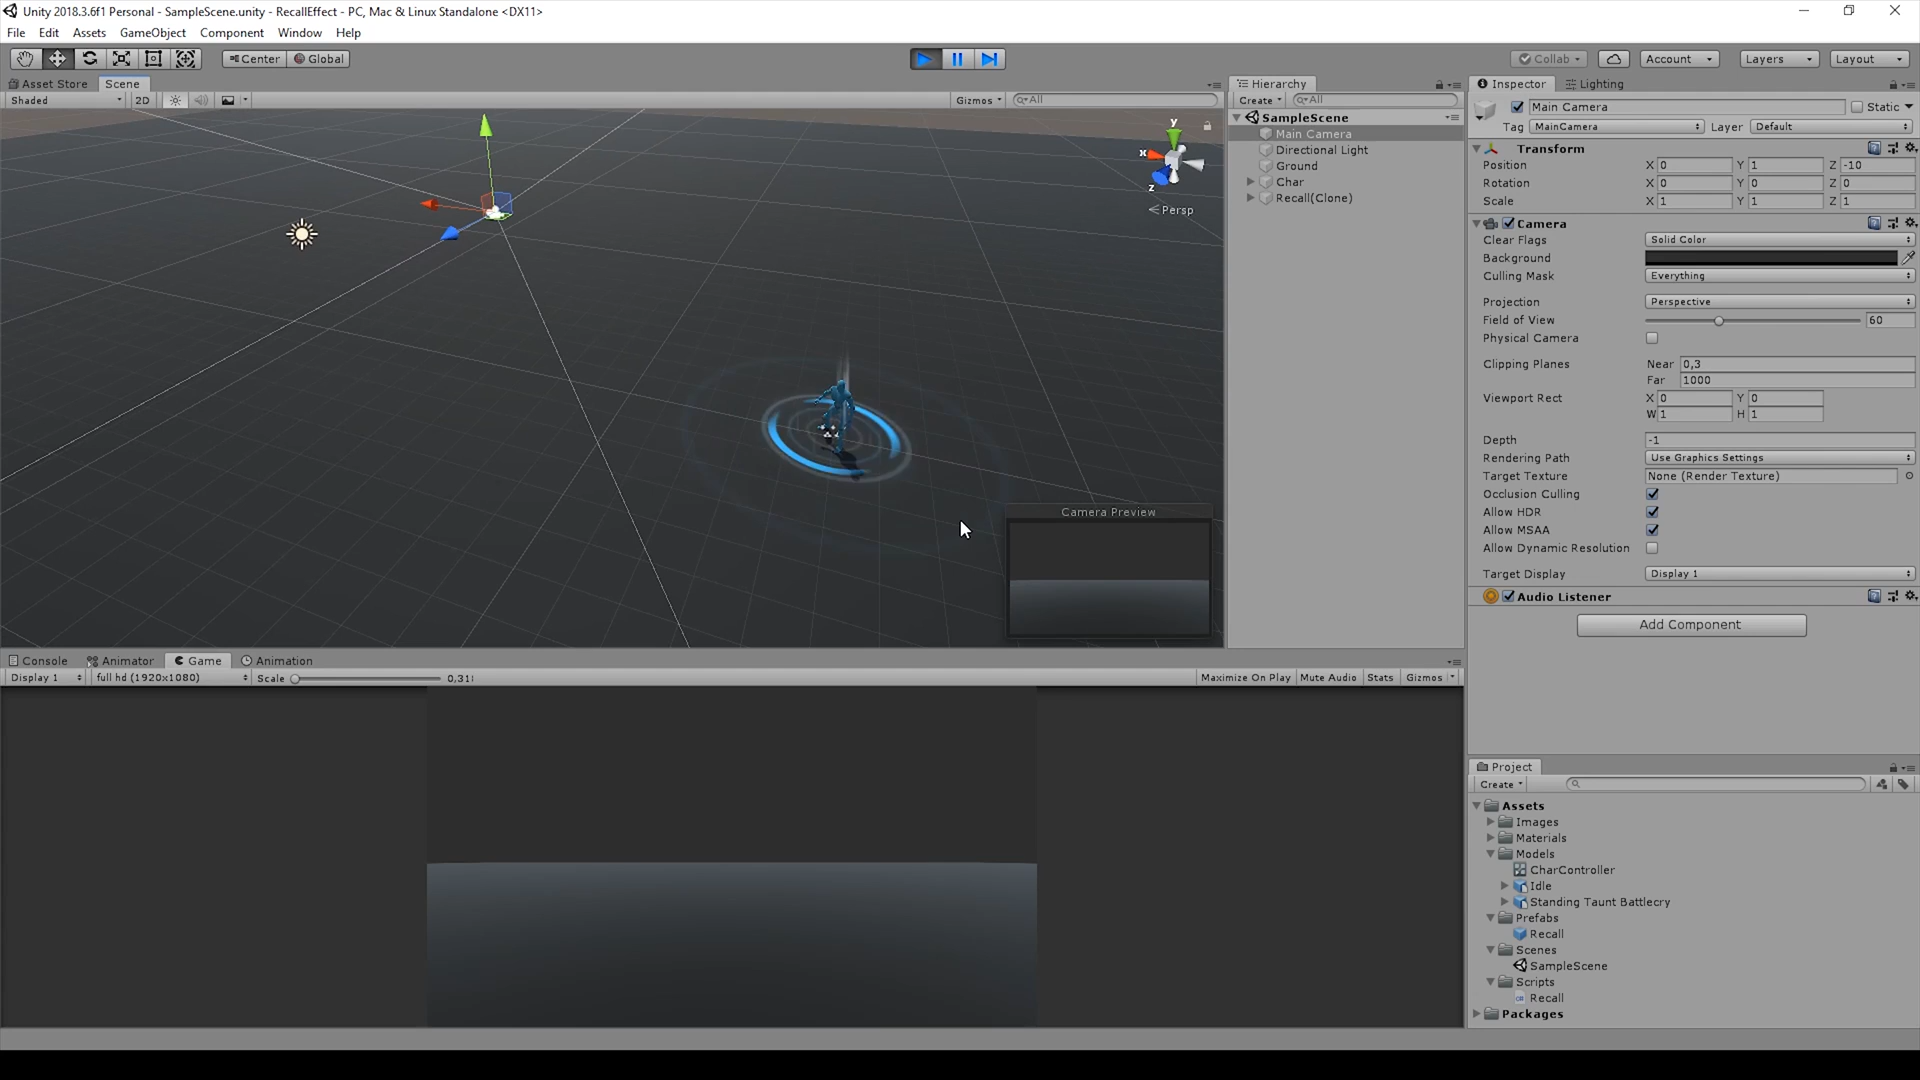 Unity 2018.3.6f1 Personal - SampleScene.unity - RecallEffect - PC, Mac & Linux Standalone <DX11>
File Edit Assets GameObject Component Window Help
Center Global
Collab Account Layers Layout
Asset Store Scene
Shaded 2D Gizmos All
y
x
z
Persp
Camera Preview
Hierarchy
Create All
SampleScene
Main Camera
Directional Light
Ground
Char
Recall(Clone)
Inspector Lighting
Main Camera Static
Tag MainCamera Layer Default
Transform
Position X 0 Y 1 Z -10
Rotation X 0 Y 0 Z 0
Scale X 1 Y 1 Z 1
Camera
Clear Flags Solid Color
Background
Culling Mask Everything
Projection Perspective
Field of View 60
Physical Camera
Clipping Planes Near 0,3
Far 1000
Viewport Rect X 0 Y 0
W 1 H 1
Depth -1
Rendering Path Use Graphics Settings
Target Texture None (Render Texture)
Occlusion Culling
Allow HDR
Allow MSAA
Allow Dynamic Resolution
Target Display Display 1
Audio Listener
Add Component
Console Animator Game Animation
Display 1 full hd (1920x1080) Scale 0,31 Maximize On Play Mute Audio Stats Gizmos
Project
Create
Assets
Images
Materials
Models
CharController
Idle
Standing Taunt Battlecry
Prefabs
Recall
Scenes
SampleScene
Scripts
Recall
Packages